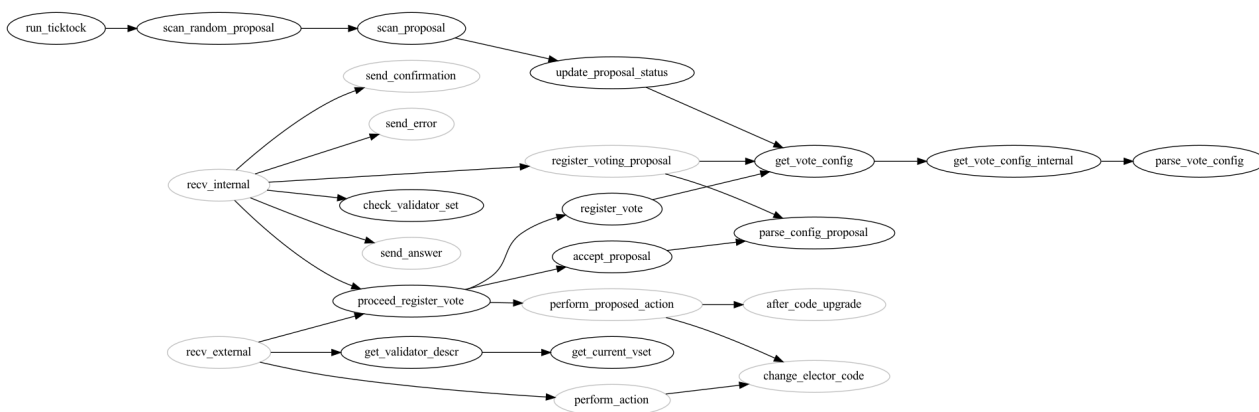 run_ticktock
scan_random_proposal
scan_proposal
update_proposal_status
send_confirmation
send_error
register_voting_proposal
get_vote_config
get_vote_config_internal
parse_vote_config
recv_internal
check_validator_set
register_vote
parse_config_proposal
send_answer
accept_proposal
proceed_register_vote
perform_proposed_action
after_code_upgrade
recv_external
get_validator_descr
get_current_vset
change_elector_code
perform_action